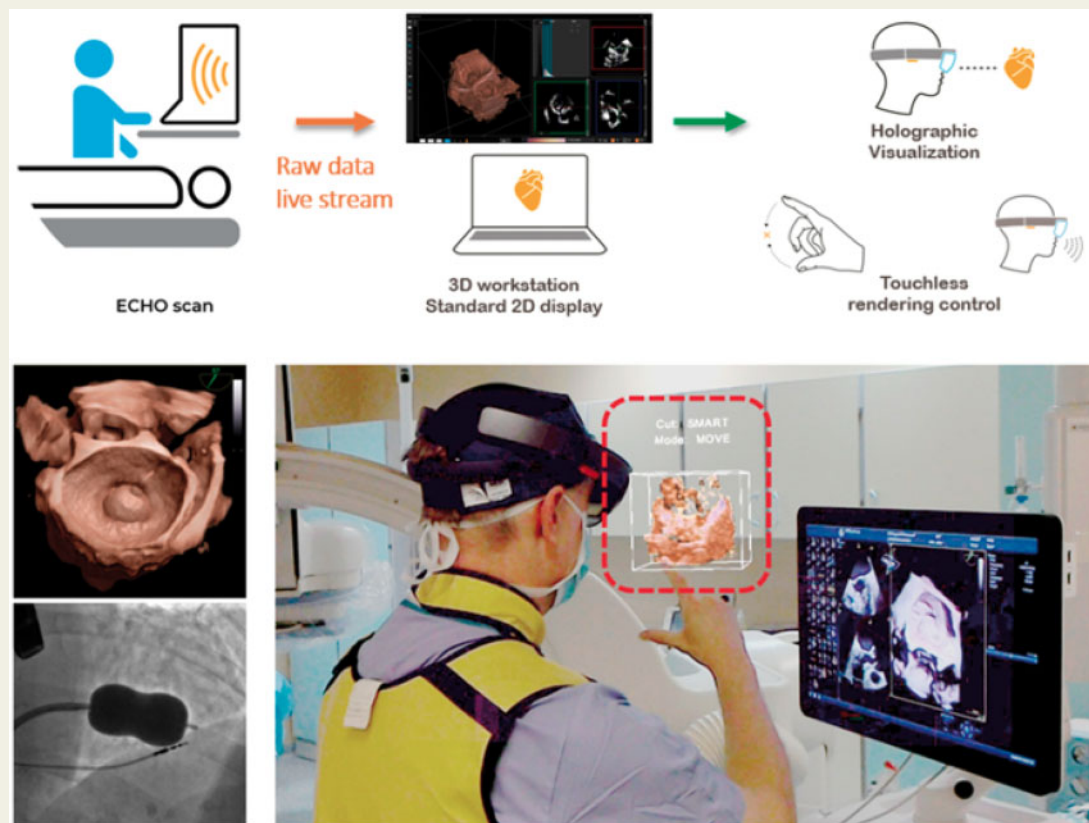 Raw data
live stream
ECHO scan
3D workstation
Standard 2D display
Holographic
Visualization
Touchless
rendering control
Cut: SMART
Mode: MOVE